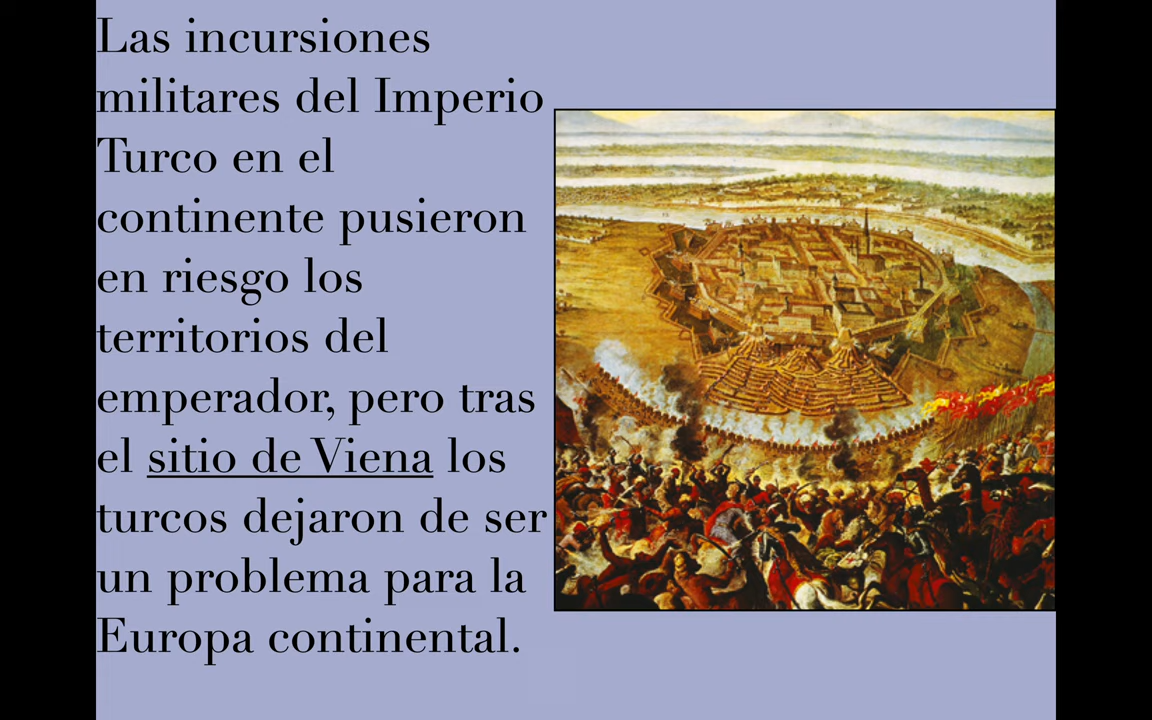 Las incursiones
militares del Imperio
Turco en el
continente pusieron
en riesgo los
territorios del
emperador, pero tras
el sitio de Viena los
turcos dejaron de ser
un problema para la
Europa continental.